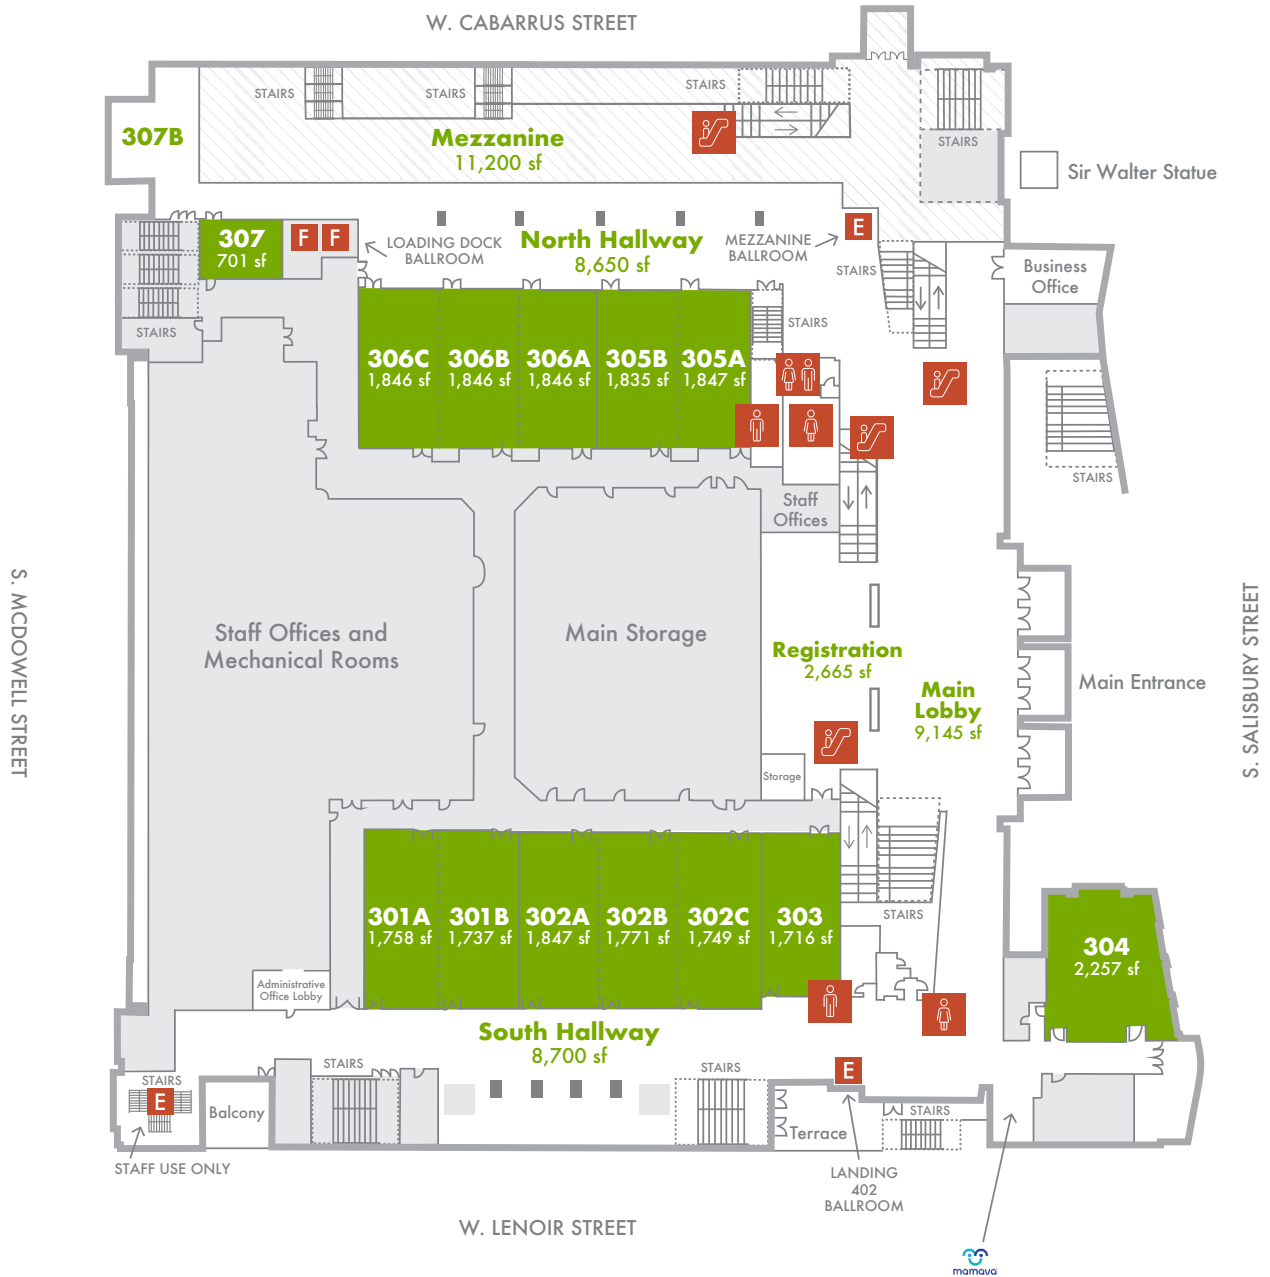 W. CABARRUS STREET
STAIRS
STAIRS
STAIRS
307B
Mezzanine
11,200 sf
STAIRS
Sir Walter Statue
307
701 sf
F
F
LOADING DOCK
BALLROOM
North Hallway
8,650 sf
MEZZANINE
BALLROOM
E
STAIRS
Business
Office
STAIRS
STAIRS
306C
1,846 sf
306B
1,846 sf
306A
1,846 sf
305B
1,835 sf
305A
1,847 sf
STAIRS
Staff
Offices
S. MCDOWELL STREET
Staff Offices and
Mechanical Rooms
Main Storage
Registration
2,665 sf
Main
Lobby
9,145 sf
Main Entrance
S. SALISBURY STREET
Storage
301A
1,758 sf
301B
1,737 sf
302A
1,847 sf
302B
1,771 sf
302C
1,749 sf
303
1,716 sf
STAIRS
304
2,257 sf
Administrative
Office Lobby
South Hallway
8,700 sf
STAIRS
STAIRS
E
STAIRS
E
Balcony
STAIRS
Terrace
STAFF USE ONLY
LANDING
402
BALLROOM
W. LENOIR STREET
mamava